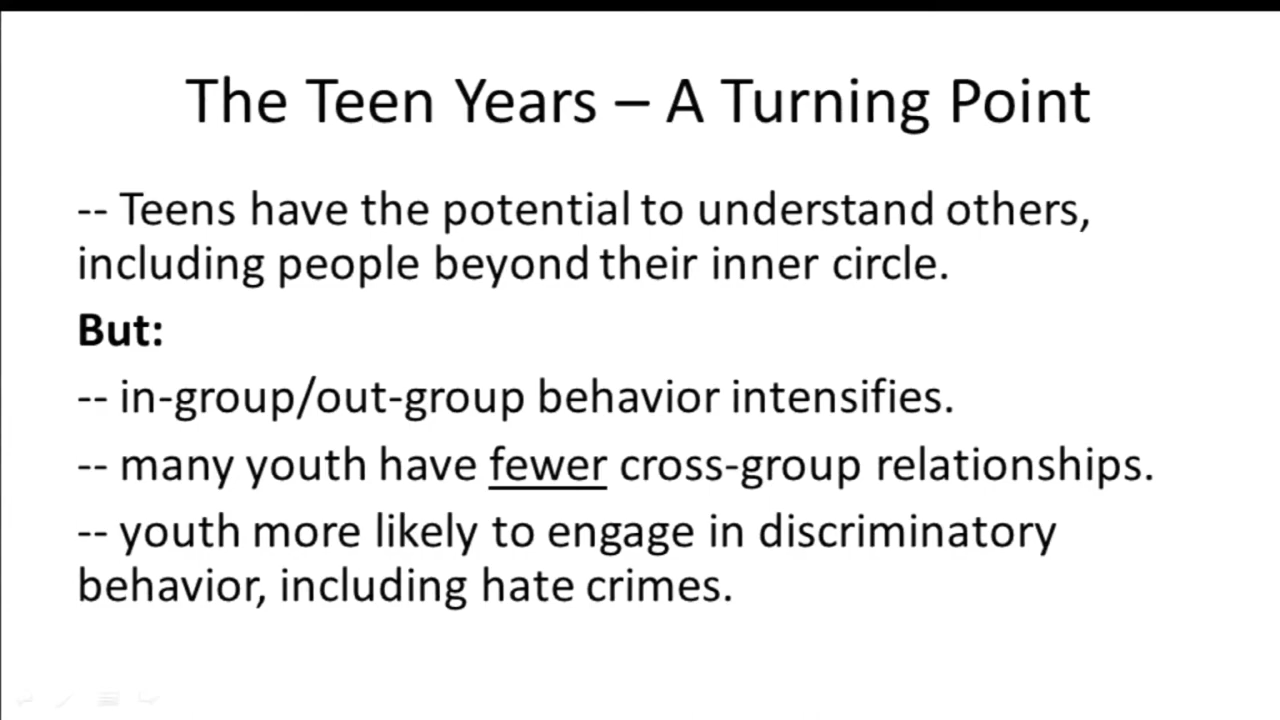 The Teen Years – A Turning Point
-- Teens have the potential to understand others,
including people beyond their inner circle.
But:
-- in-group/out-group behavior intensifies.
-- many youth have fewer cross-group relationships.
-- youth more likely to engage in discriminatory
behavior, including hate crimes.